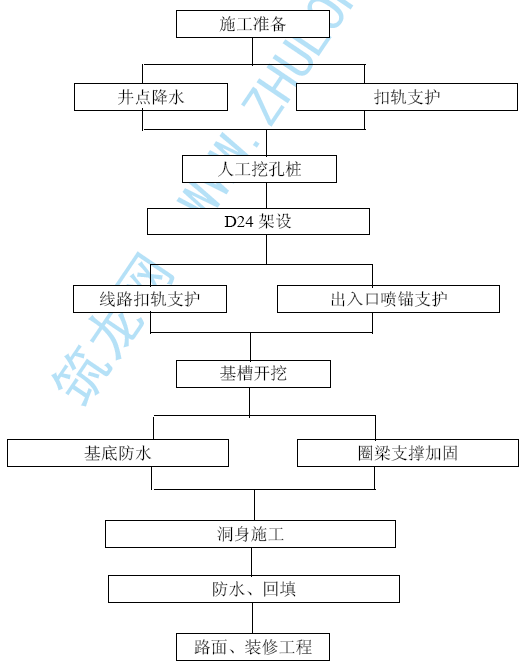 施工准备
井点降水
扣轨支护
人工挖孔桩
D24 架设
线路扣轨支护
出入口喷锚支护
基槽开挖
基底防水
圈梁支撑加固
洞身施工
防水、回填
路面、装修工程
筑龙网 WWW.ZHULON